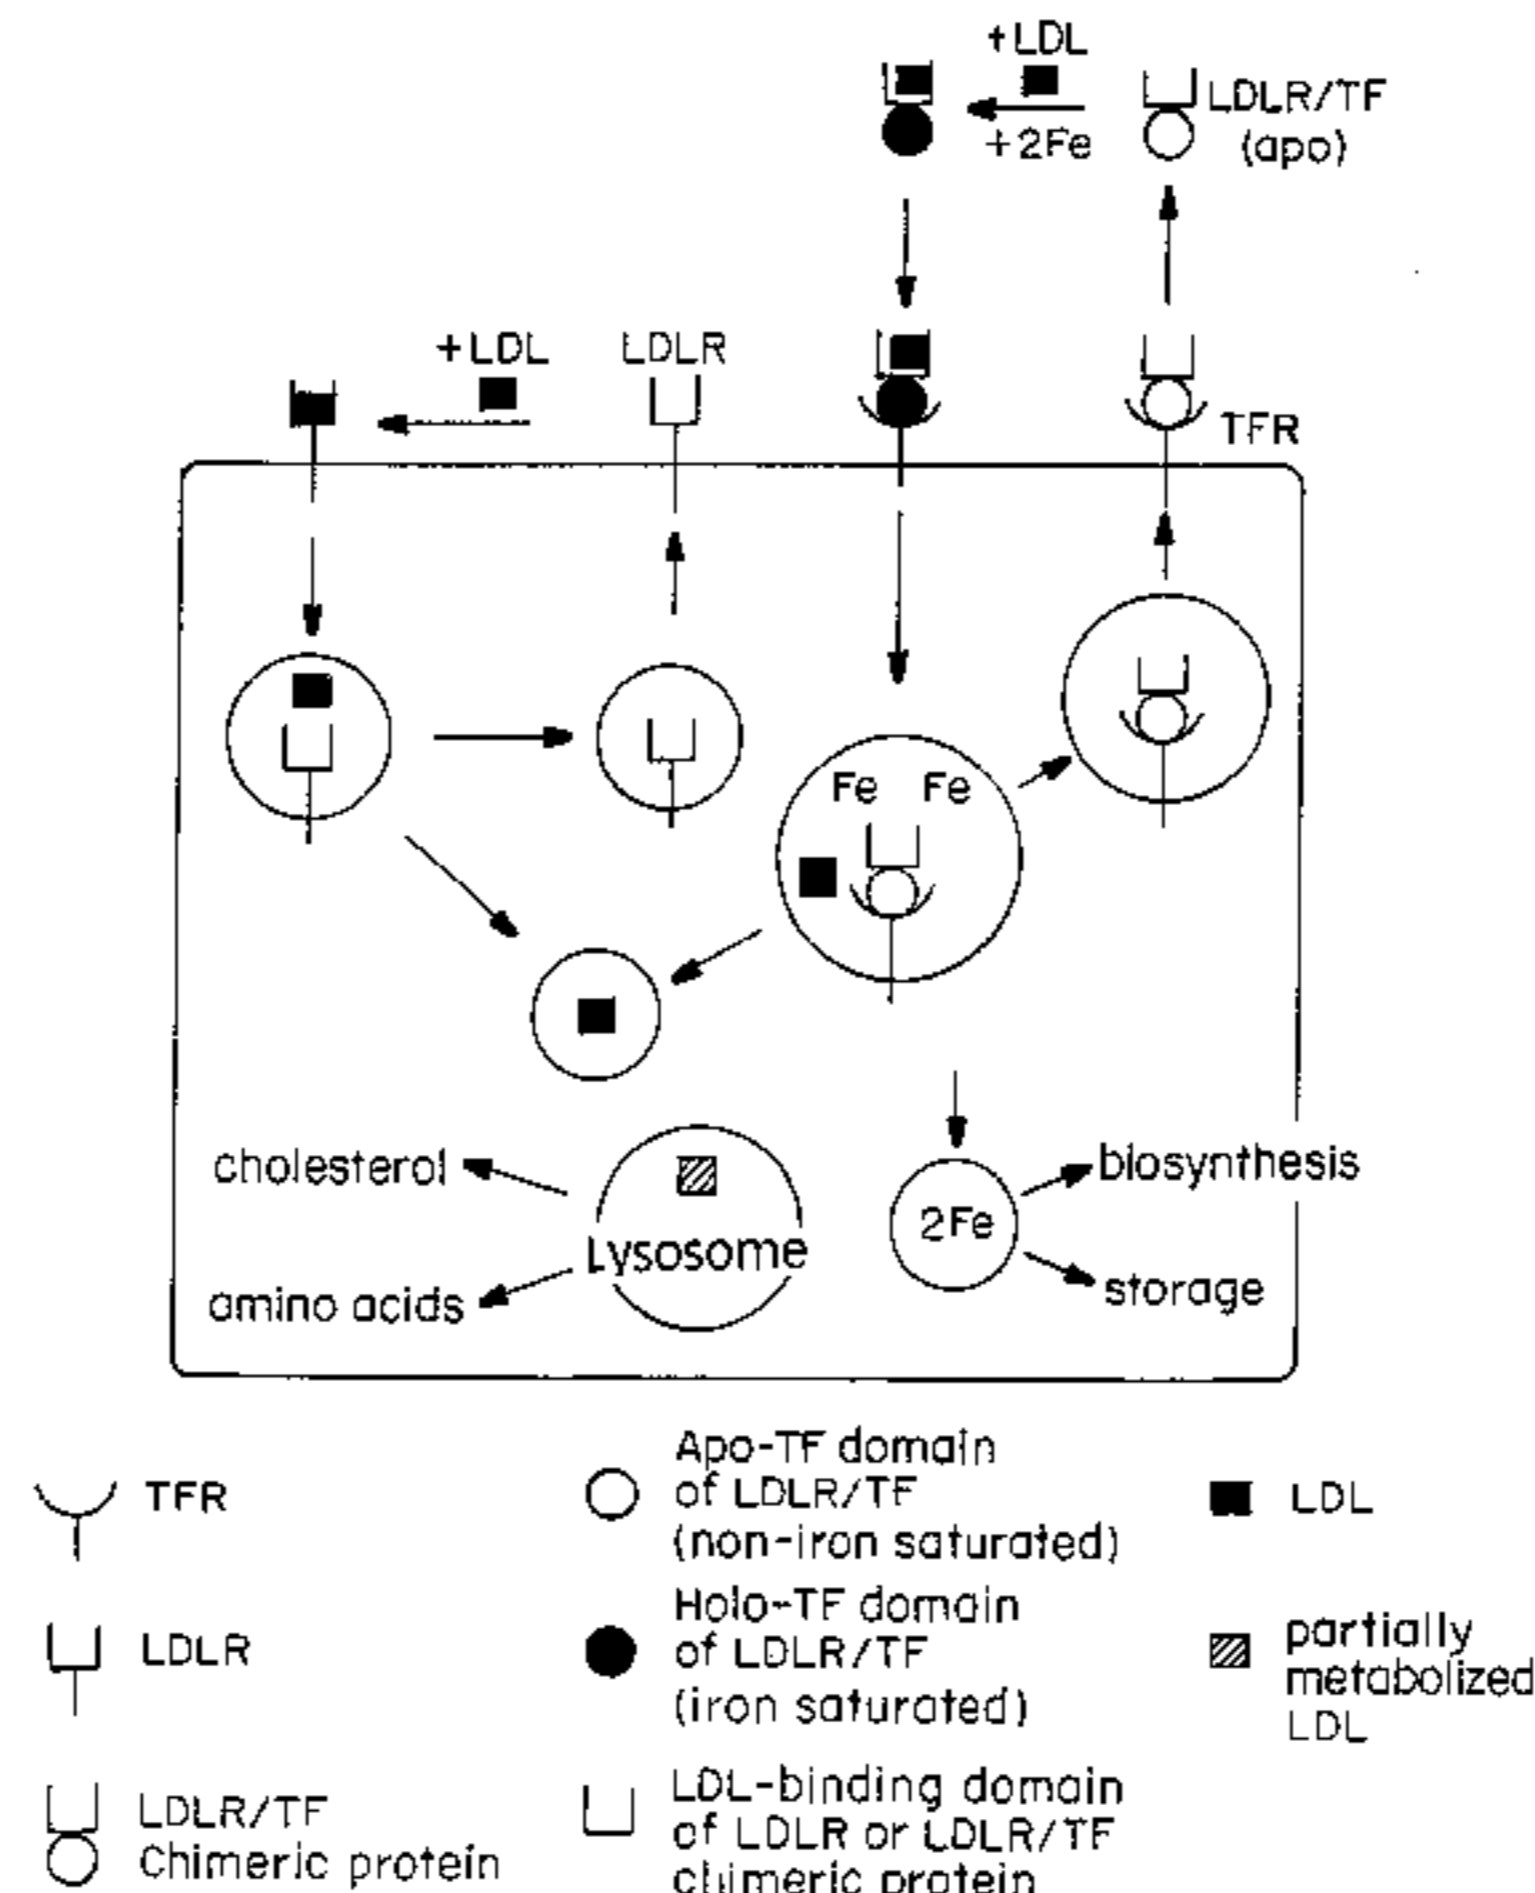 +LDL
LDLR/TF
+2Fe
(apo)
+LDL
LDLR
TFR
Fe Fe
cholesterol
biosynthesis
2Fe
Lysosome
amino acids
storage
TFR
Apo-TF domain
of LDLR/TF
(non-iron saturated)
LDL
LDLR
Holo-TF domain
of LDLR/TF
(iron saturated)
partially
metabolized
LDL
LDLR/TF
Chimeric protein
LDL-binding domain
of LDLR or LDLR/TF
chimeric protein